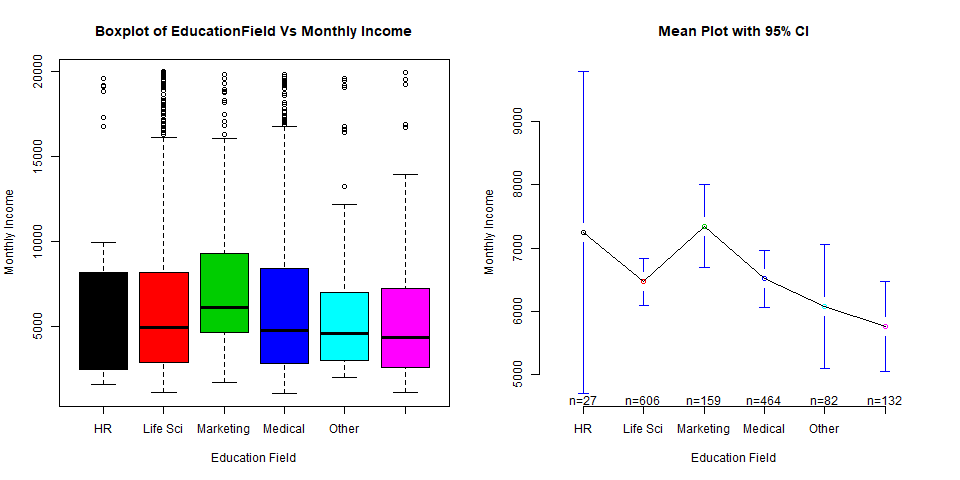 Boxplot of EducationField Vs Monthly Income
Monthly Income
20000
15000
10000
5000
HR Life Sci Marketing Medical Other
Education Field
Mean Plot with 95% CI
Monthly Income
9000
8000
7000
6000
5000
n=27 n=606 n=159 n=464 n=82 n=132
HR Life Sci Marketing Medical Other
Education Field